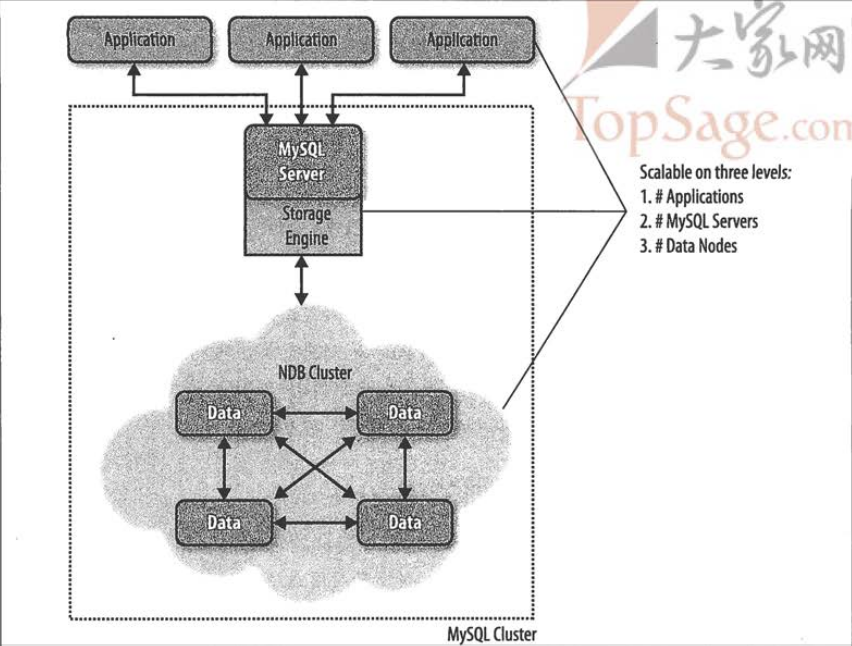 Application
Application
Application
大家网
TopSage.com
MySQL
Server
Storage
Engine
Scalable on three levels:
1. # Applications
2. # MySQL Servers
3. # Data Nodes
NDB Cluster
Data
Data
Data
Data
MySQL Cluster